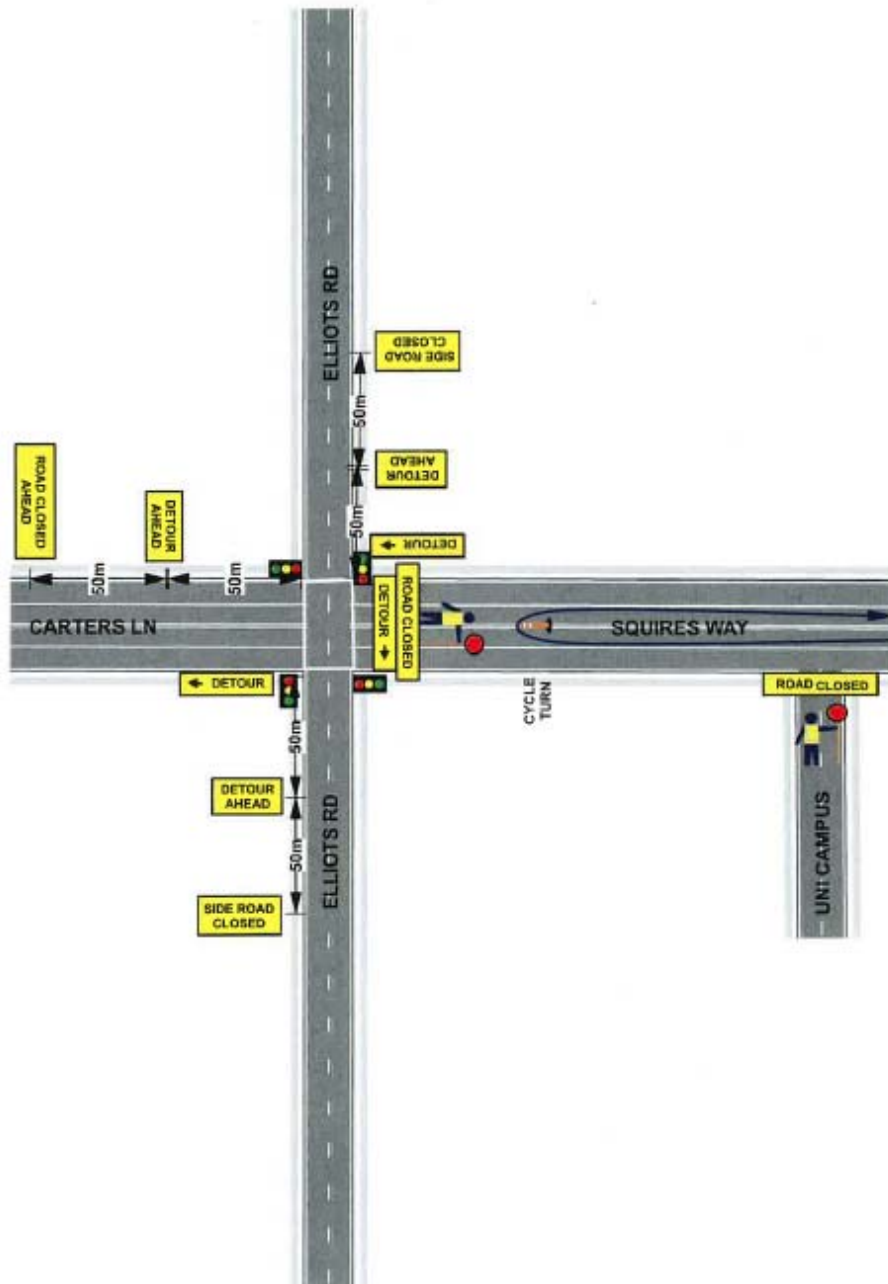 ELLIOTS RD
SIDE ROAD
CLOSED
50m
DETOUR
AHEAD
50m
DETOUR
ROAD CLOSED
AHEAD
DETOUR
AHEAD
50m
50m
CARTERS LN
ROAD CLOSED
DETOUR
SQUIRES WAY
DETOUR
CYCLE
TURN
ROAD CLOSED
50m
DETOUR
AHEAD
50m
SIDE ROAD
CLOSED
ELLIOTS RD
UNI CAMPUS